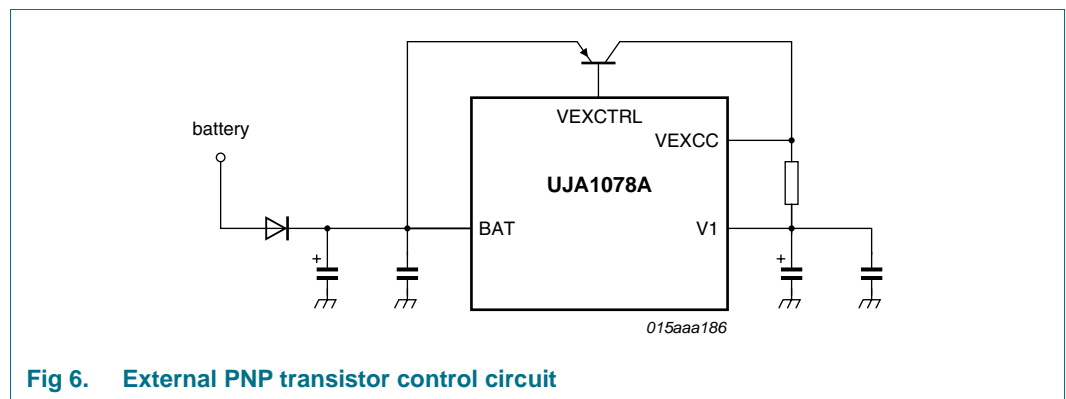 VEXCTRL
battery
VEXCC
UJA1078A
BAT
V1
+
+
015aaa186
Fig 6. External PNP transistor control circuit